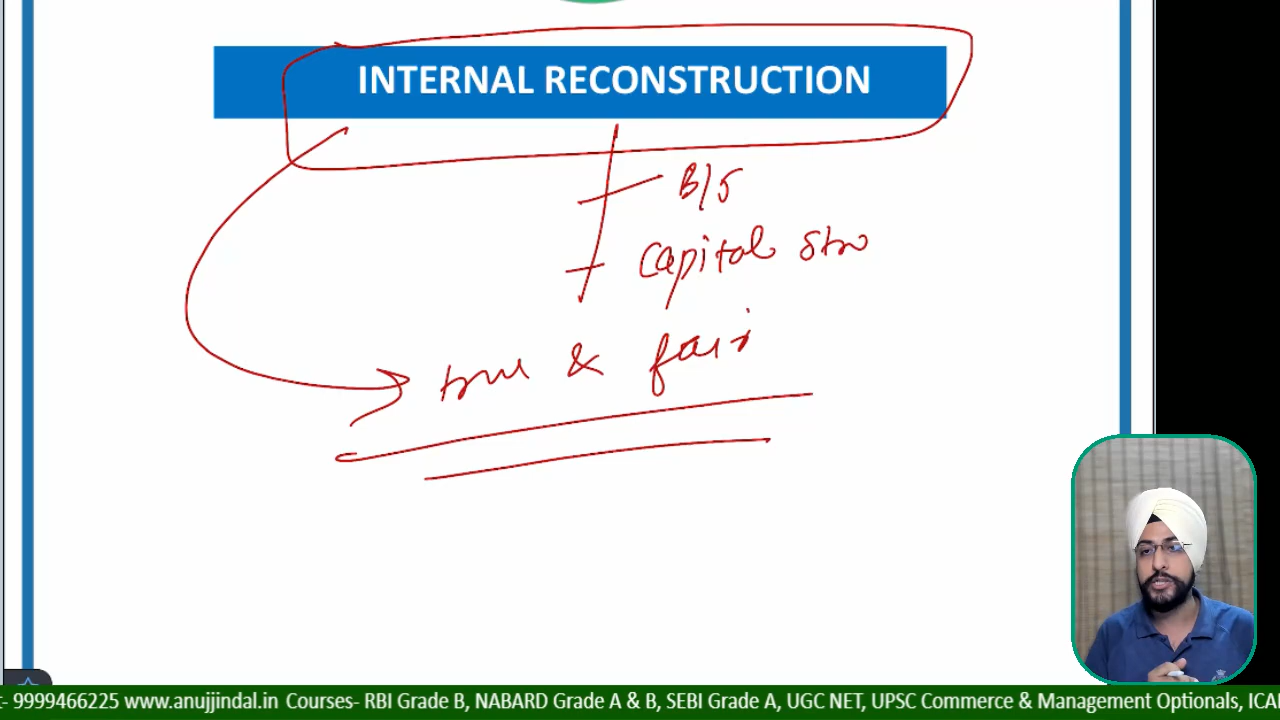 INTERNAL RECONSTRUCTION
B/S
Capital Str
true & fair
- 9999466225 www.anujjindal.in Courses- RBI Grade B, NABARD Grade A & B, SEBI Grade A, UGC NET, UPSC Commerce & Management Optionals, ICAI